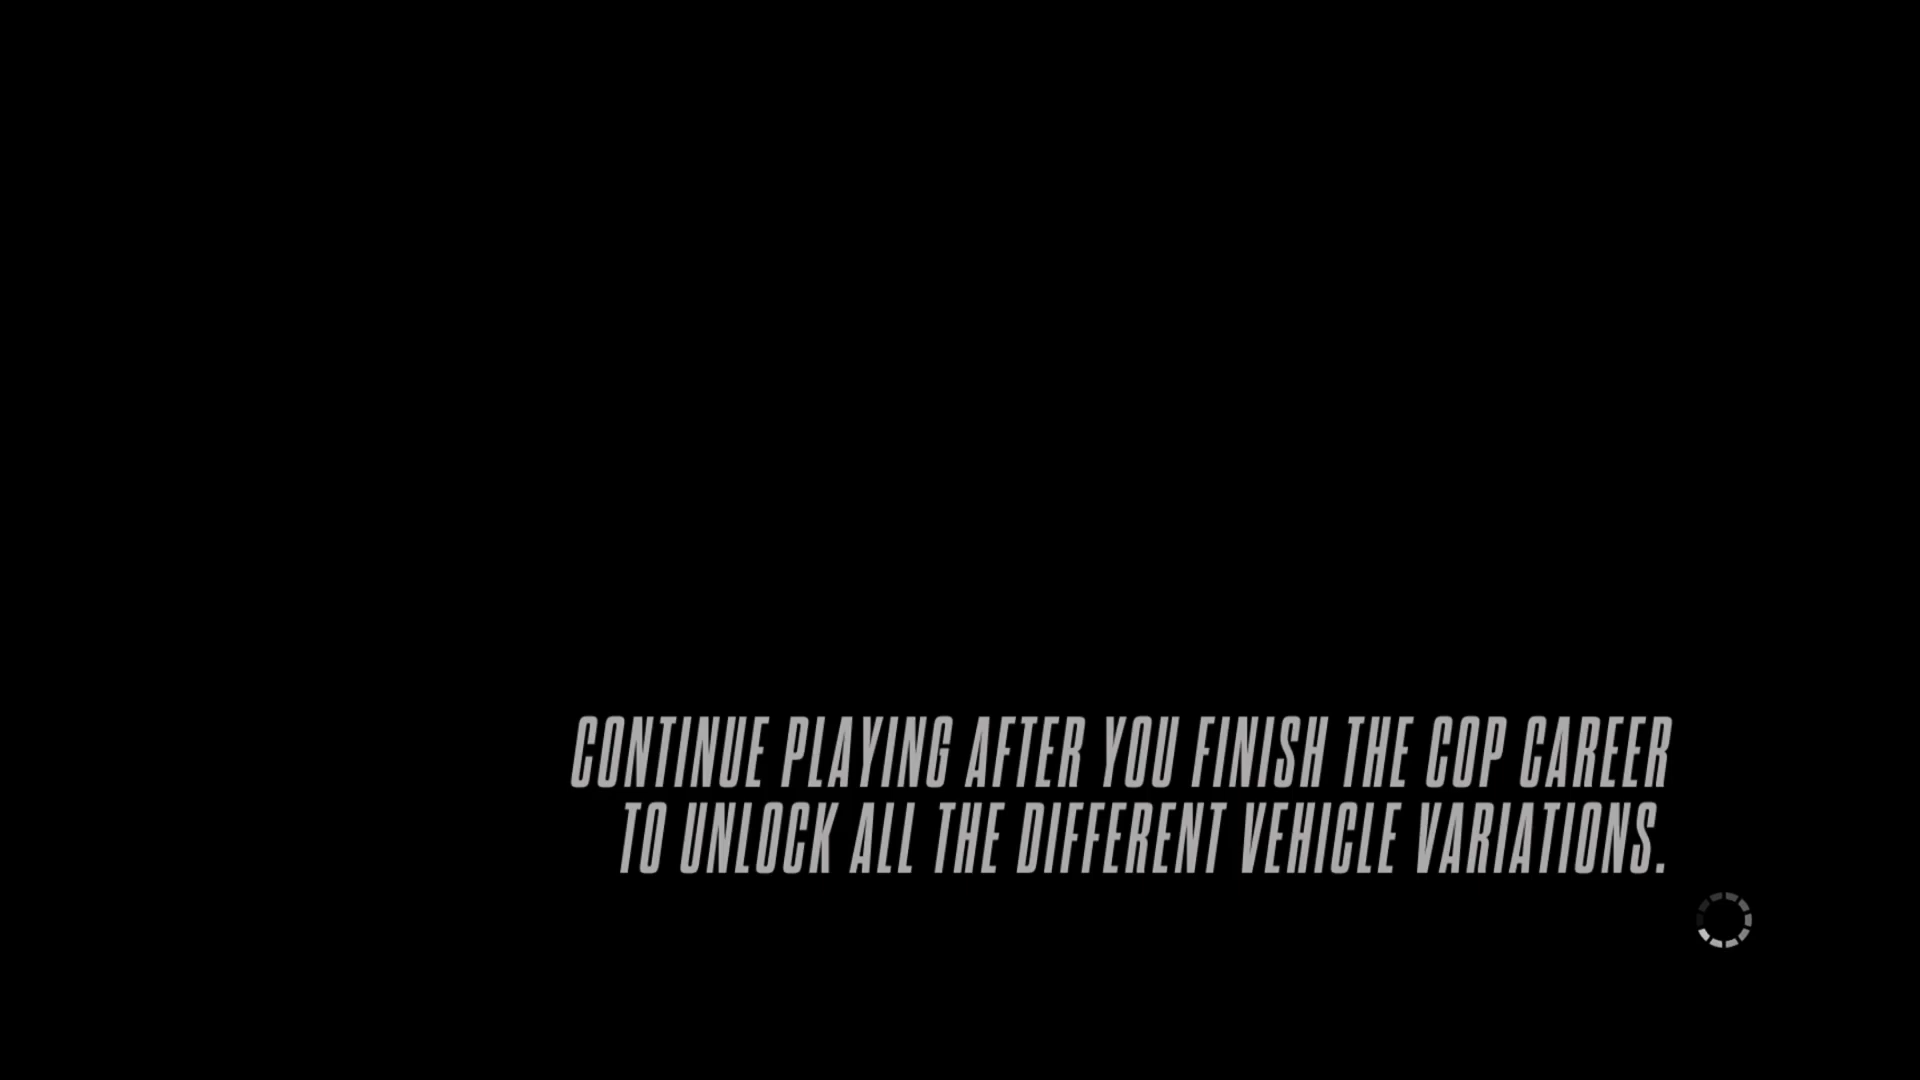 CONTINUE PLAYING AFTER YOU FINISH THE COP CAREER
TO UNLOCK ALL THE DIFFERENT VEHICLE VARIATIONS.